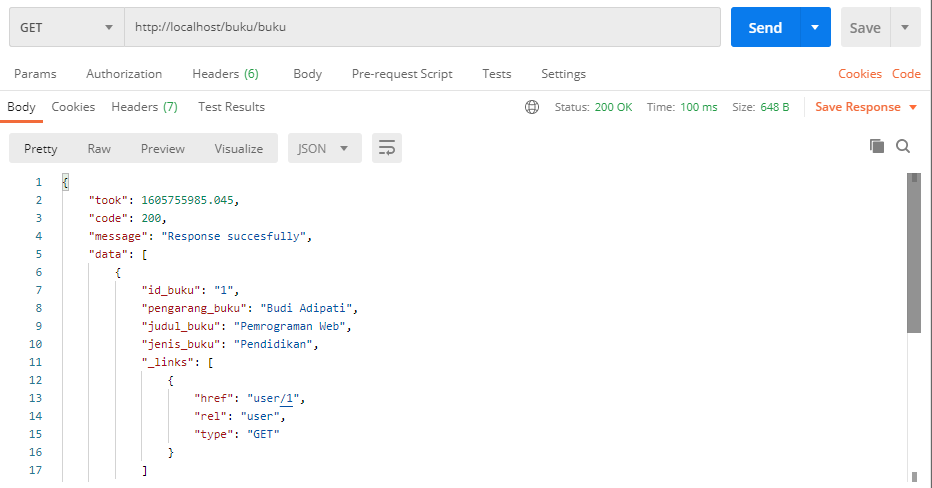 GET http://localhost/buku/buku Send Save
Params Authorization Headers (6) Body Pre-request Script Tests Settings Cookies Code
Body Cookies Headers (7) Test Results Status: 200 OK Time: 100 ms Size: 648 B Save Response
Pretty Raw Preview Visualize JSON
1 {
2 "took": 1605755985.045,
3 "code": 200,
4 "message": "Response succesfully",
5 "data": [
6 {
7 "id_buku": "1",
8 "pengarang_buku": "Budi Adipati",
9 "judul_buku": "Pemrograman Web",
10 "jenis_buku": "Pendidikan",
11 "_links": [
12 {
13 "href": "user/1",
14 "rel": "user",
15 "type": "GET"
16 }
17 ]